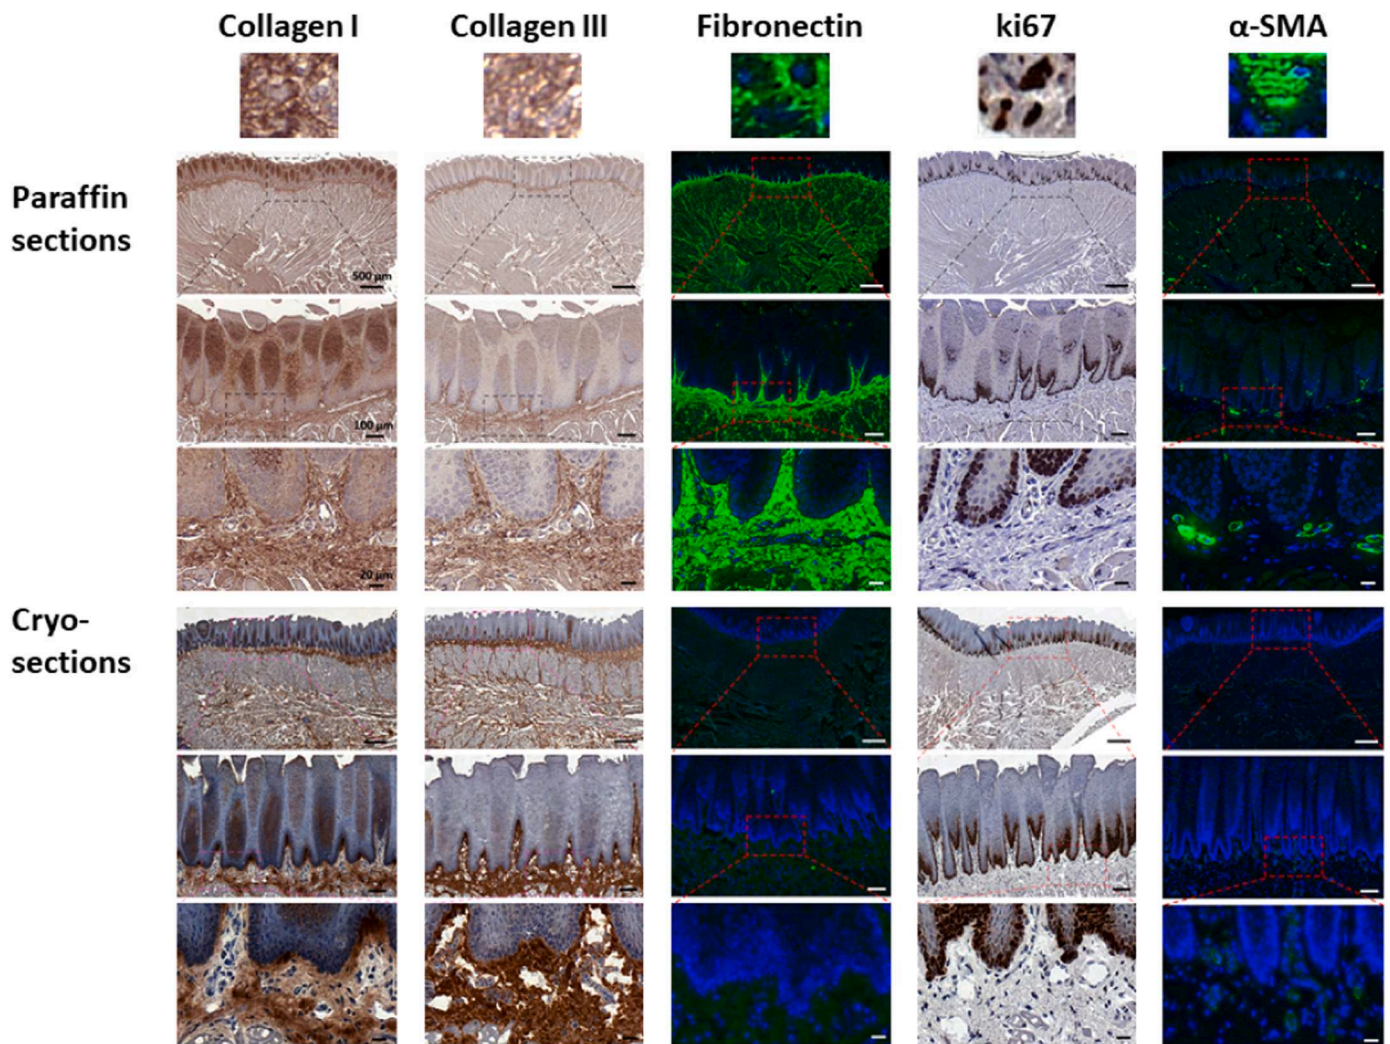 Collagen I Collagen III Fibronectin ki67 α-SMA
Paraffin
sections
500 µm
100 µm
20 µm
Cryo-
sections